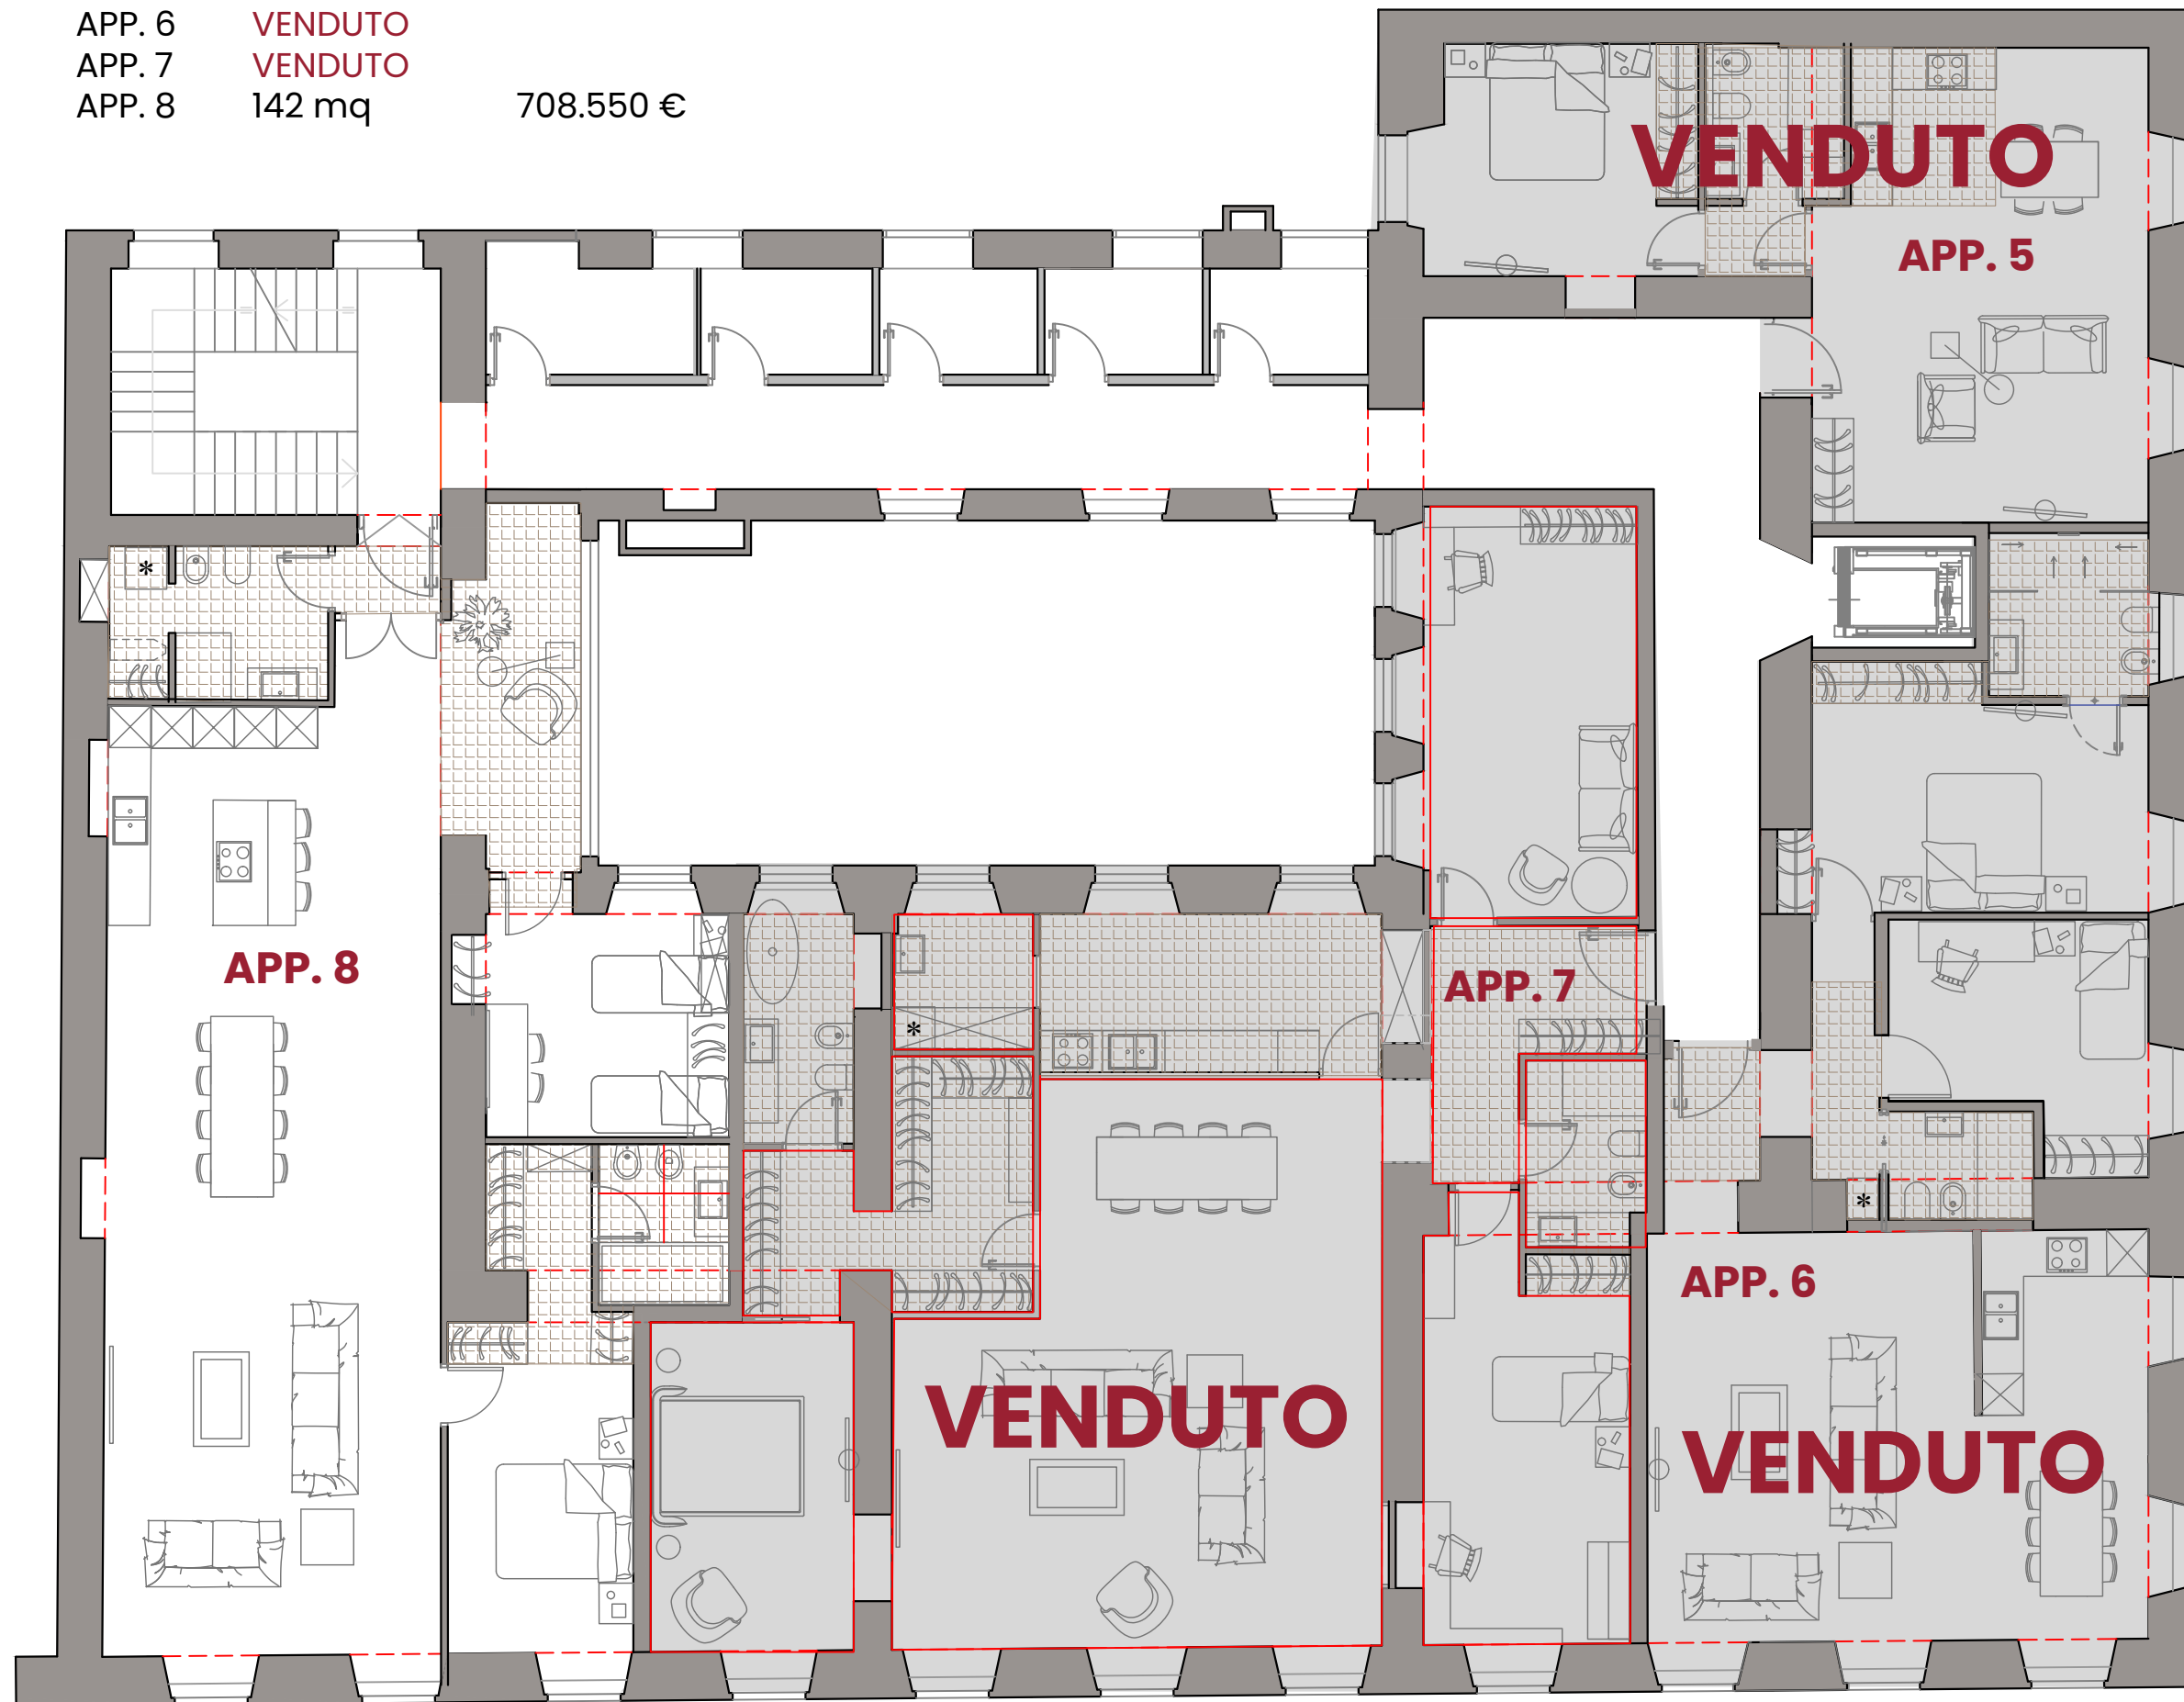 APP. 6 VENDUTO
APP. 7 VENDUTO
APP. 8 142 mq 708.550 €
VENDUTO
APP. 5
APP. 8
*
APP. 7
*
*
APP. 6
VENDUTO
VENDUTO